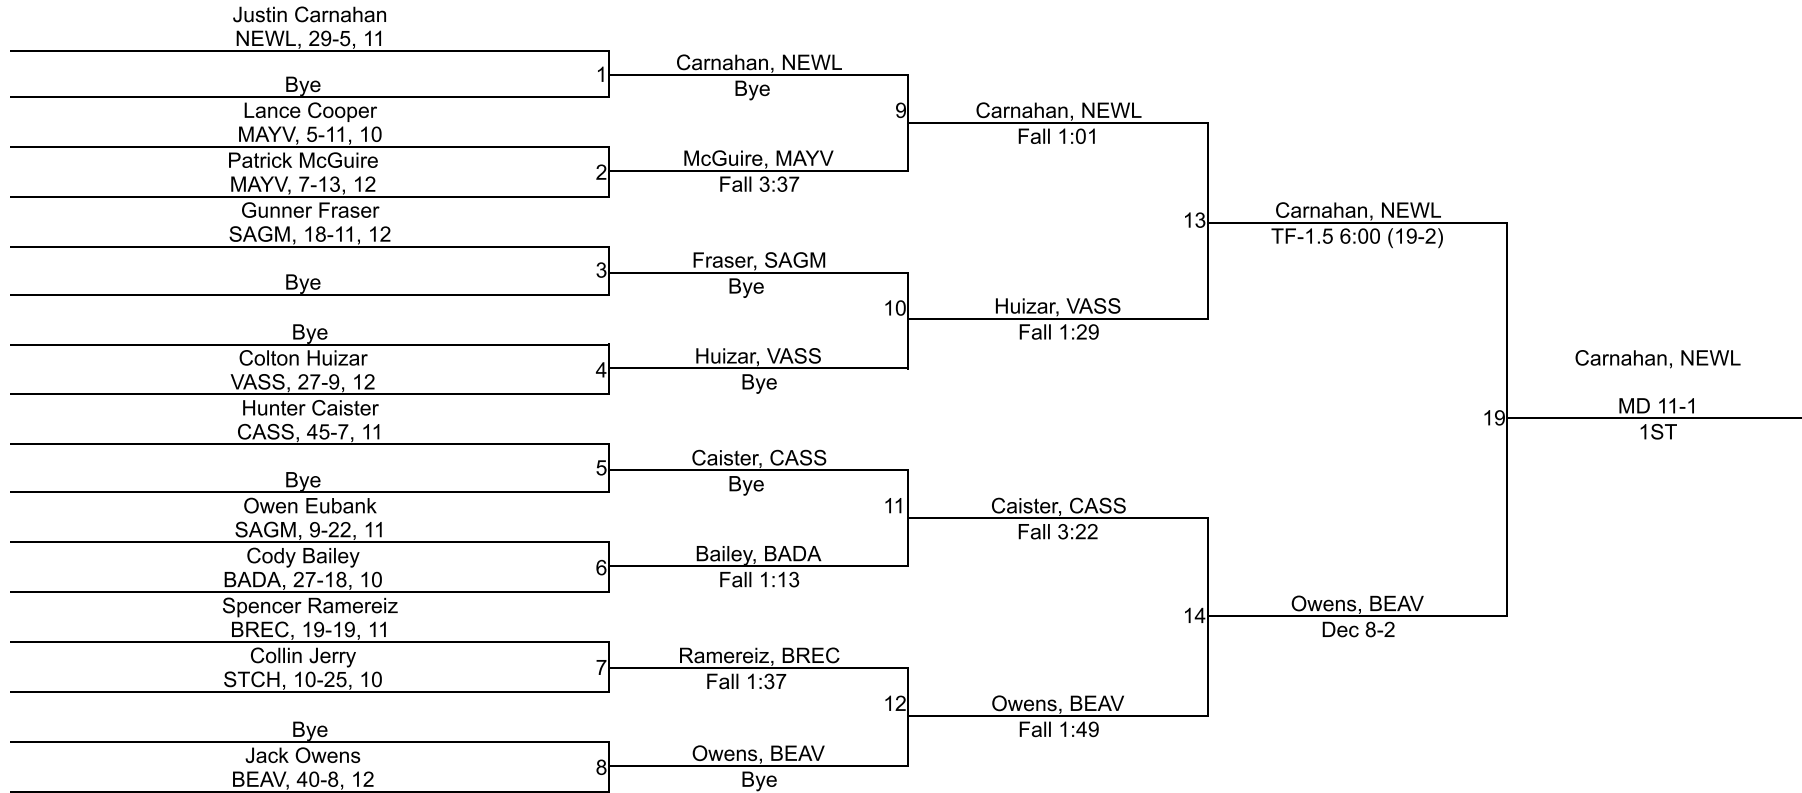 Justin Carnahan
NEWL, 29-5, 11
Bye
1
Lance Cooper
MAYV, 5-11, 10
Patrick McGuire
MAYV, 7-13, 12
2
Gunner Fraser
SAGM, 18-11, 12
Bye
3
Bye
Colton Huizar
VASS, 27-9, 12
4
Hunter Caister
CASS, 45-7, 11
Bye
5
Owen Eubank
SAGM, 9-22, 11
Cody Bailey
BADA, 27-18, 10
6
Spencer Ramereiz
BREC, 19-19, 11
Collin Jerry
STCH, 10-25, 10
7
Bye
Jack Owens
BEAV, 40-8, 12
8
Carnahan, NEWL
Bye
9
McGuire, MAYV
Fall 3:37
Fraser, SAGM
Bye
10
Huizar, VASS
Bye
Caister, CASS
Bye
11
Bailey, BADA
Fall 1:13
Ramereiz, BREC
Fall 1:37
12
Owens, BEAV
Bye
Carnahan, NEWL
Fall 1:01
13
Huizar, VASS
Fall 1:29
Caister, CASS
Fall 3:22
14
Owens, BEAV
Fall 1:49
Carnahan, NEWL
TF-1.5 6:00 (19-2)
19
Owens, BEAV
Dec 8-2
Carnahan, NEWL
MD 11-1
1ST